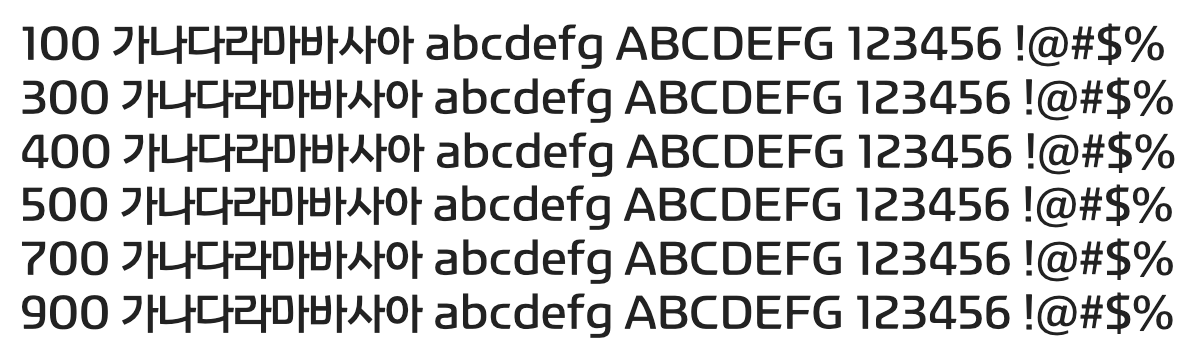 100 가나다라마바사아 abcdefg ABCDEFG 123456 !@#$%
300 가나다라마바사아 abcdefg ABCDEFG 123456 !@#$%
400 가나다라마바사아 abcdefg ABCDEFG 123456 !@#$%
500 가나다라마바사아 abcdefg ABCDEFG 123456 !@#$%
700 가나다라마바사아 abcdefg ABCDEFG 123456 !@#$%
900 가나다라마바사아 abcdefg ABCDEFG 123456 !@#$%